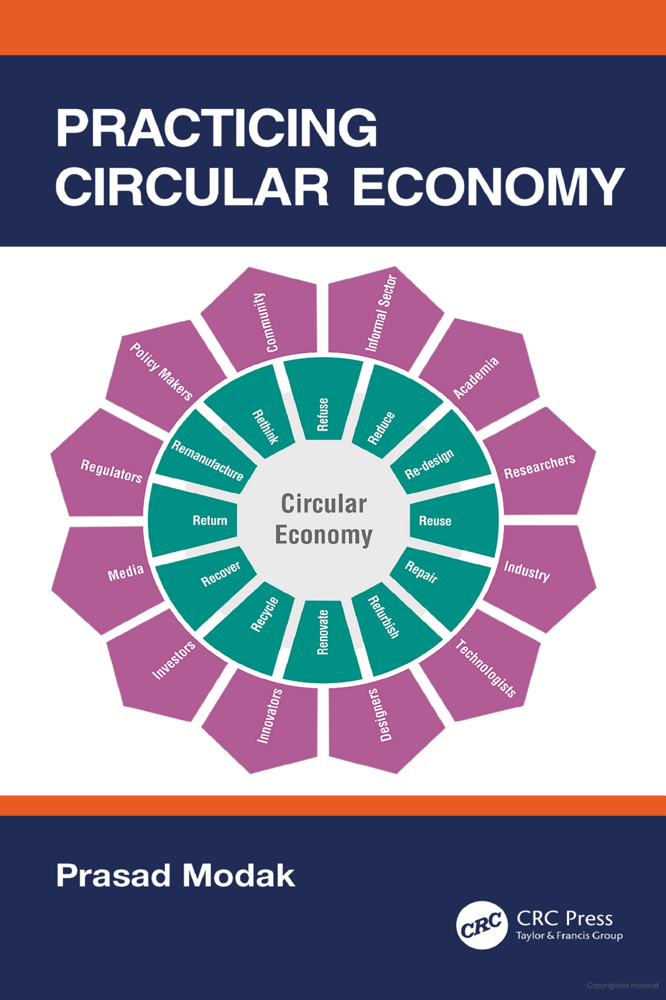 PRACTICING
CIRCULAR ECONOMY
Community
Informal Sector
Academia
Researchers
Industry
Technologists
Designers
Innovators
Investors
Media
Regulators
Policy Makers
Refuse
Reduce
Re-design
Reuse
Repair
Refurbish
Renovate
Recycle
Recover
Return
Remanufacture
Rethink
Circular
Economy
Prasad Modak
CRC
CRC Press
Taylor & Francis Group
Copyrighted material